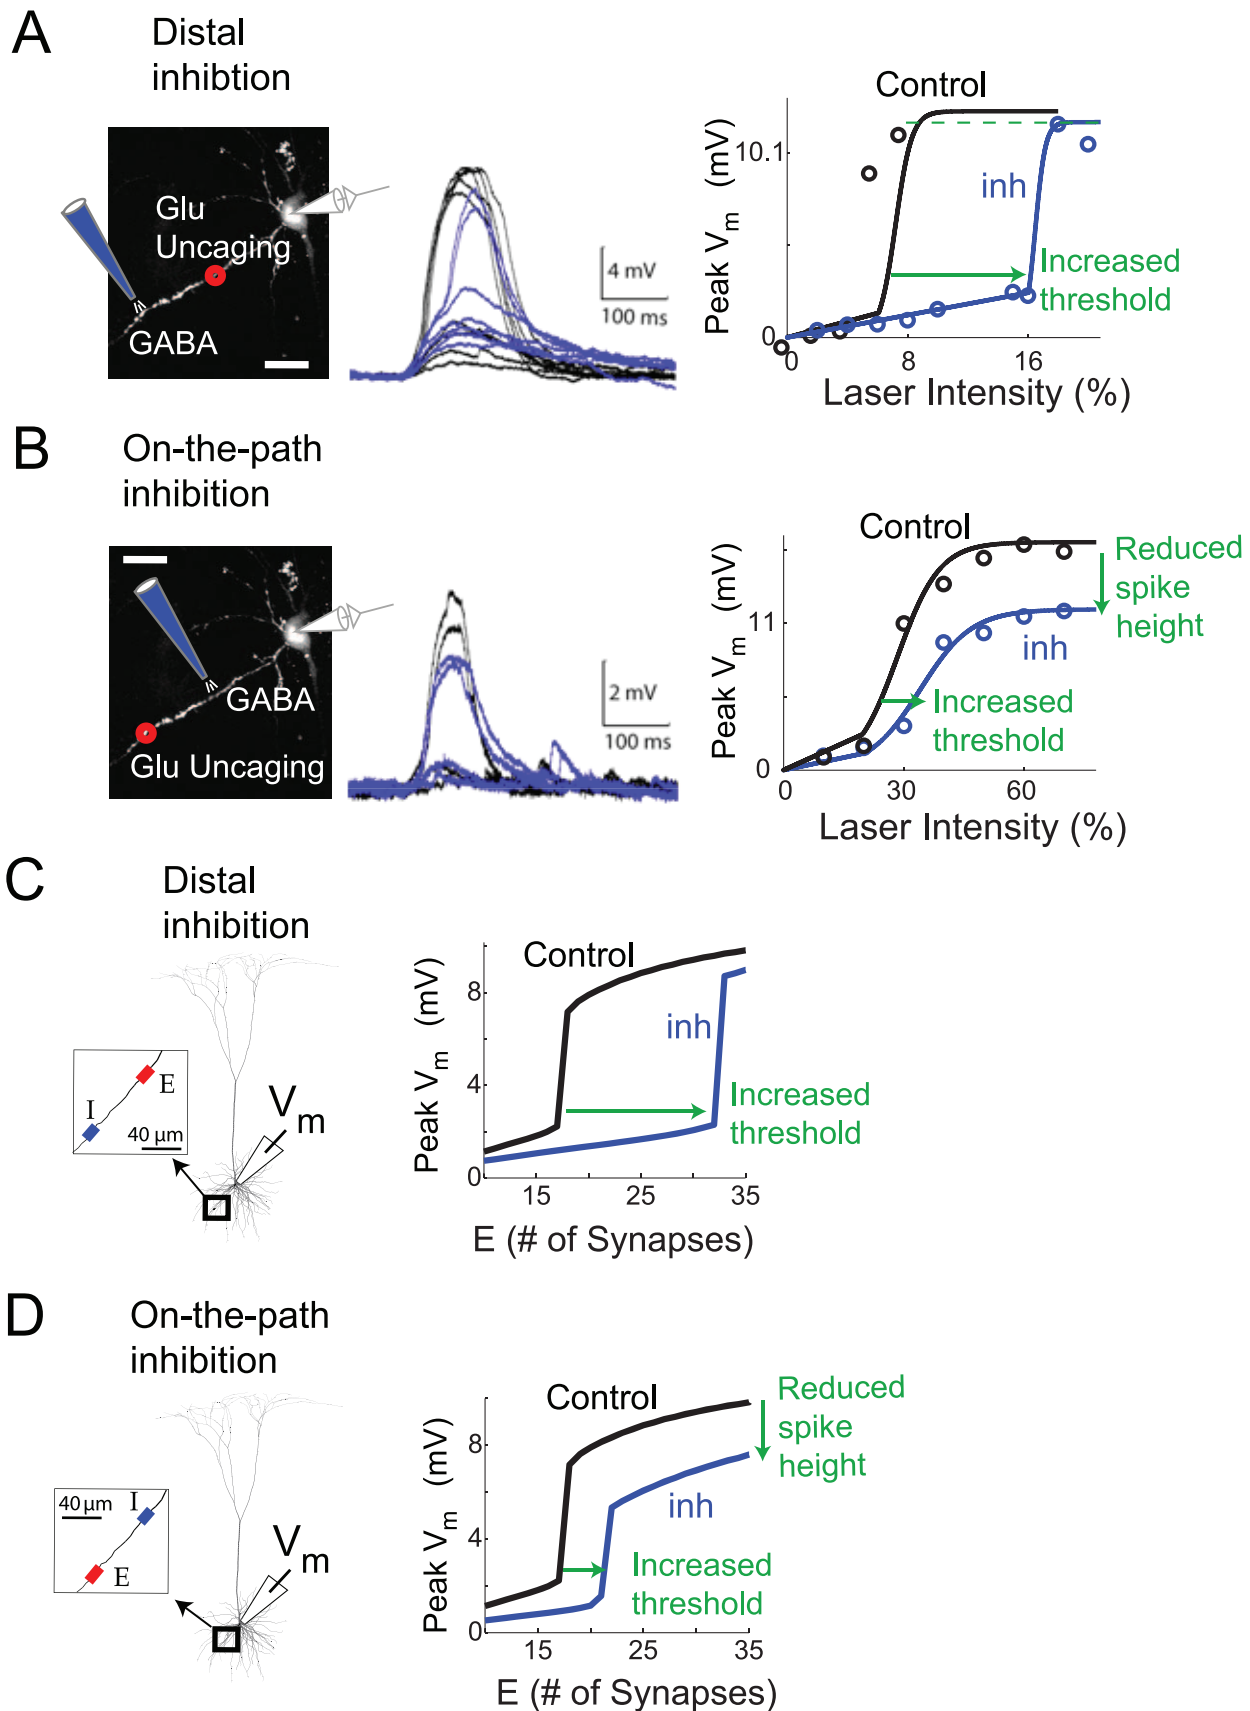 A
Distal
inhibtion
Glu
Uncaging
GABA
4 mV
100 ms
Control
Peak Vm (mV)
10.1
0
inh
Increased
threshold
0 8 16
Laser Intensity (%)
B
On-the-path
inhibition
GABA
Glu Uncaging
2 mV
100 ms
Control
Peak Vm (mV)
11
0
Reduced
spike
height
inh
Increased
threshold
0 30 60
Laser Intensity (%)
C
Distal
inhibition
E
I
40 µm
Vm
Control
Peak Vm (mV)
8
4
0
inh
Increased
threshold
15 25 35
E (# of Synapses)
D
On-the-path
inhibition
40 µm
I
E
Vm
Control
Peak Vm (mV)
8
4
0
Reduced
spike
height
inh
Increased
threshold
15 25 35
E (# of Synapses)